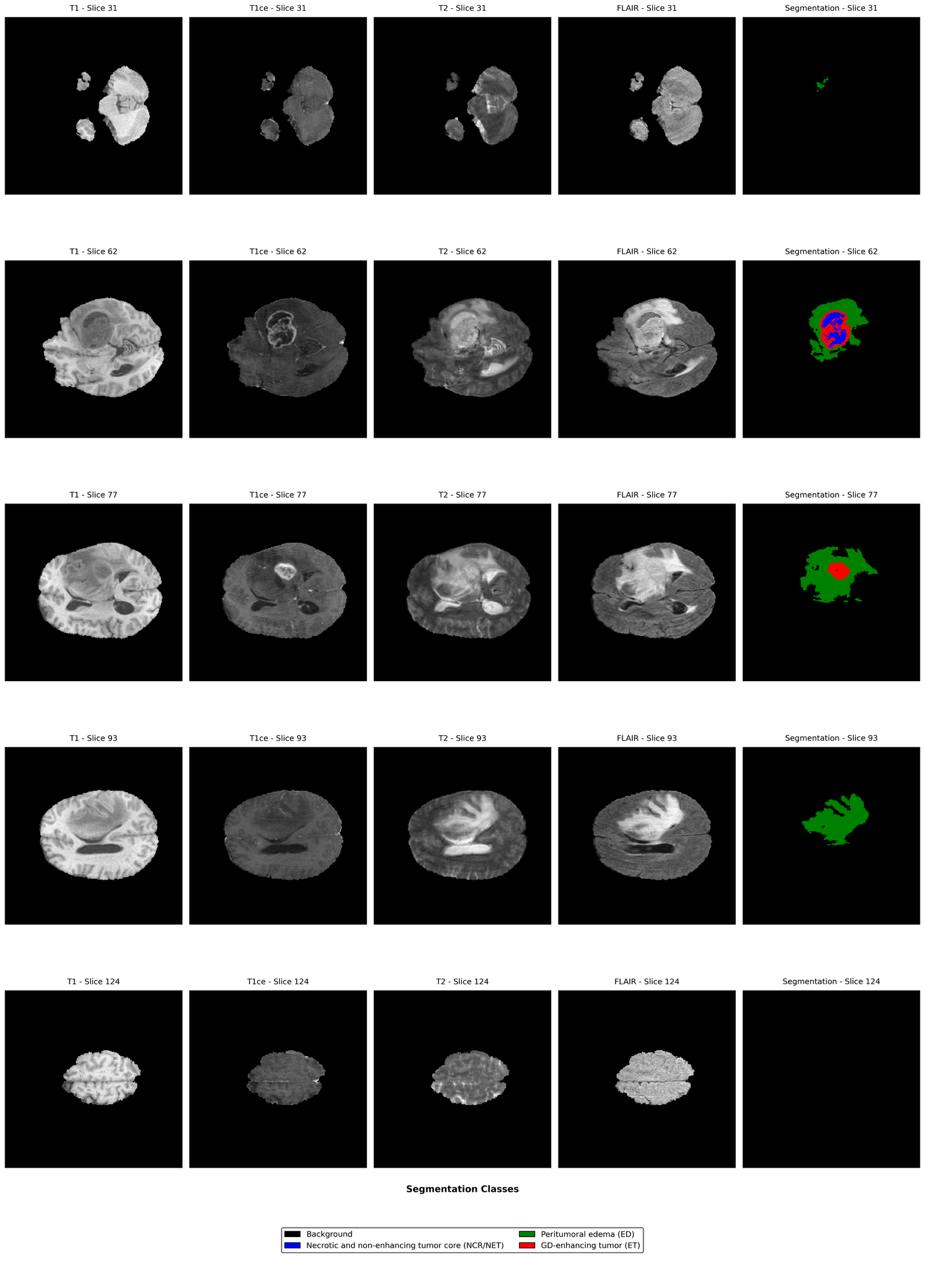 T1 - Slice 31
T1ce - Slice 31
T2 - Slice 31
FLAIR - Slice 31
Segmentation - Slice 31
T1 - Slice 62
T1ce - Slice 62
T2 - Slice 62
FLAIR - Slice 62
Segmentation - Slice 62
T1 - Slice 77
T1ce - Slice 77
T2 - Slice 77
FLAIR - Slice 77
Segmentation - Slice 77
T1 - Slice 93
T1ce - Slice 93
T2 - Slice 93
FLAIR - Slice 93
Segmentation - Slice 93
T1 - Slice 124
T1ce - Slice 124
T2 - Slice 124
FLAIR - Slice 124
Segmentation - Slice 124
Segmentation Classes
Background
Necrotic and non-enhancing tumor core (NCR/NET)
Peritumoral edema (ED)
GD-enhancing tumor (ET)